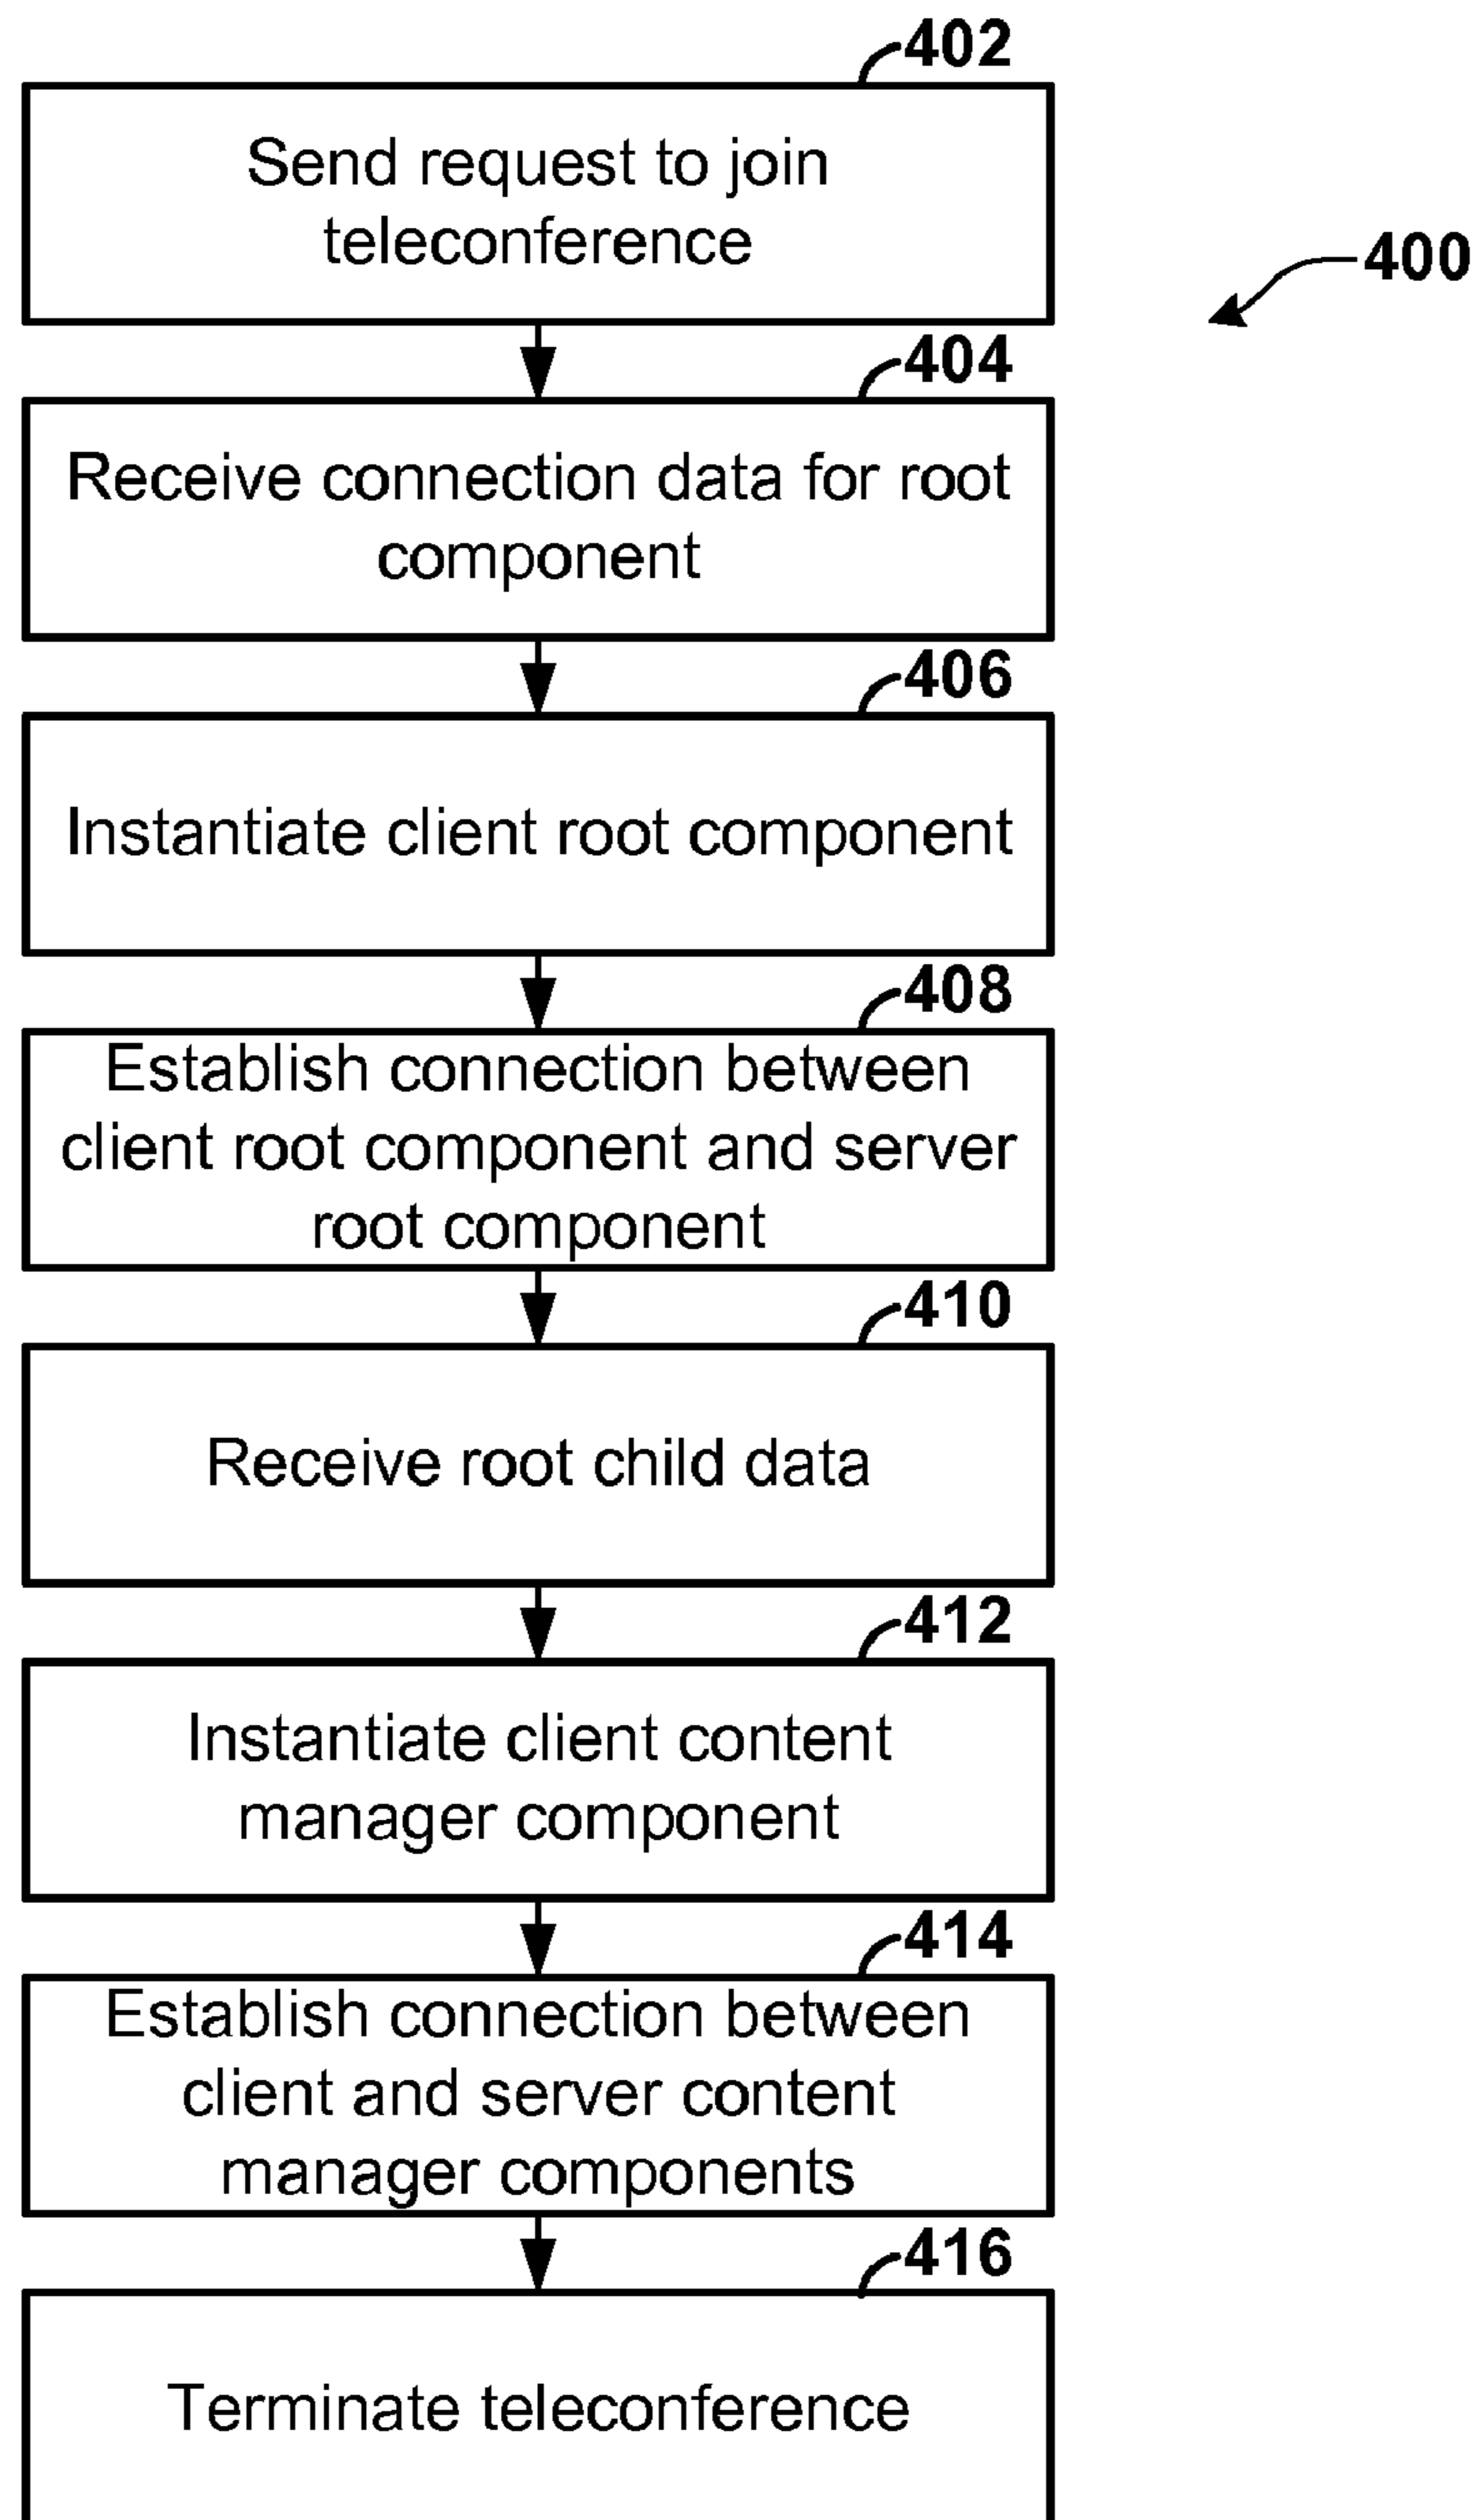 402
Send request to join
teleconference
400
404
Receive connection data for root
component
406
Instantiate client root component
408
Establish connection between
client root component and server
root component
410
Receive root child data
412
Instantiate client content
manager component
414
Establish connection between
client and server content
manager components
416
Terminate teleconference